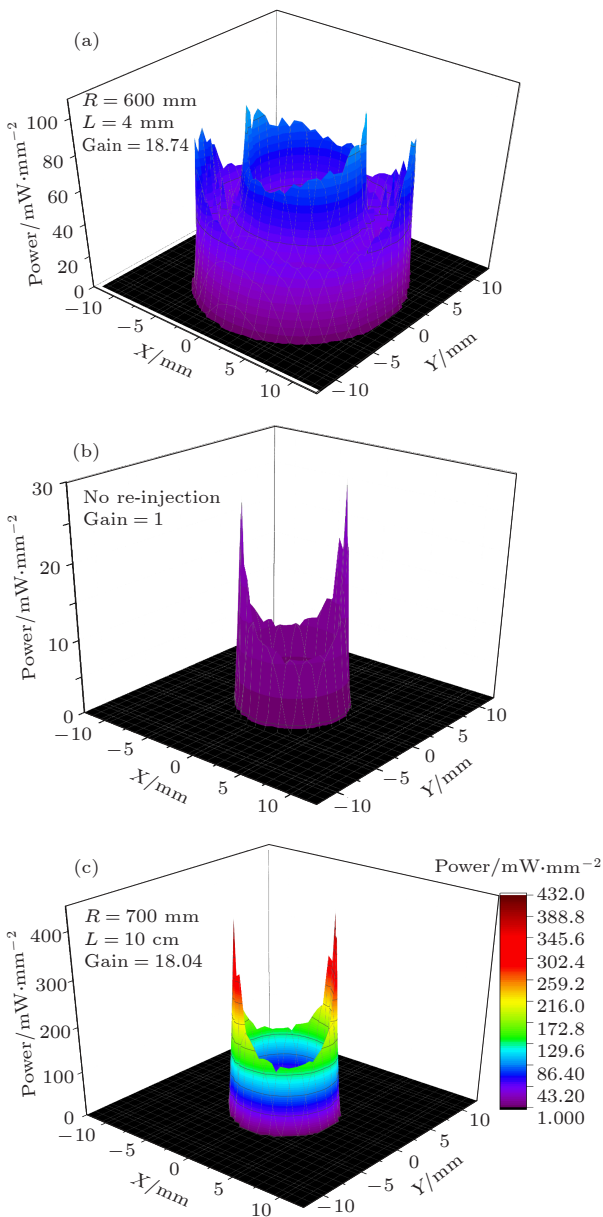 (a)
R = 600 mm
L = 4 mm
Gain = 18.74
Power/mW·mm−2
100
80
60
40
20
0
−10
−5
0
5
10
X/mm
−10
−5
0
5
10
Y/mm
(b)
No re-injection
Gain = 1
Power/mW·mm−2
30
20
10
0
−10
−5
0
5
10
X/mm
−10
−5
0
5
10
Y/mm
(c)
R = 700 mm
L = 10 cm
Gain = 18.04
Power/mW·mm−2
400
300
200
100
0
−10
−5
0
5
10
X/mm
−10
−5
0
5
10
Y/mm
Power/mW·mm−2
432.0
388.8
345.6
302.4
259.2
216.0
172.8
129.6
86.40
43.20
1.000